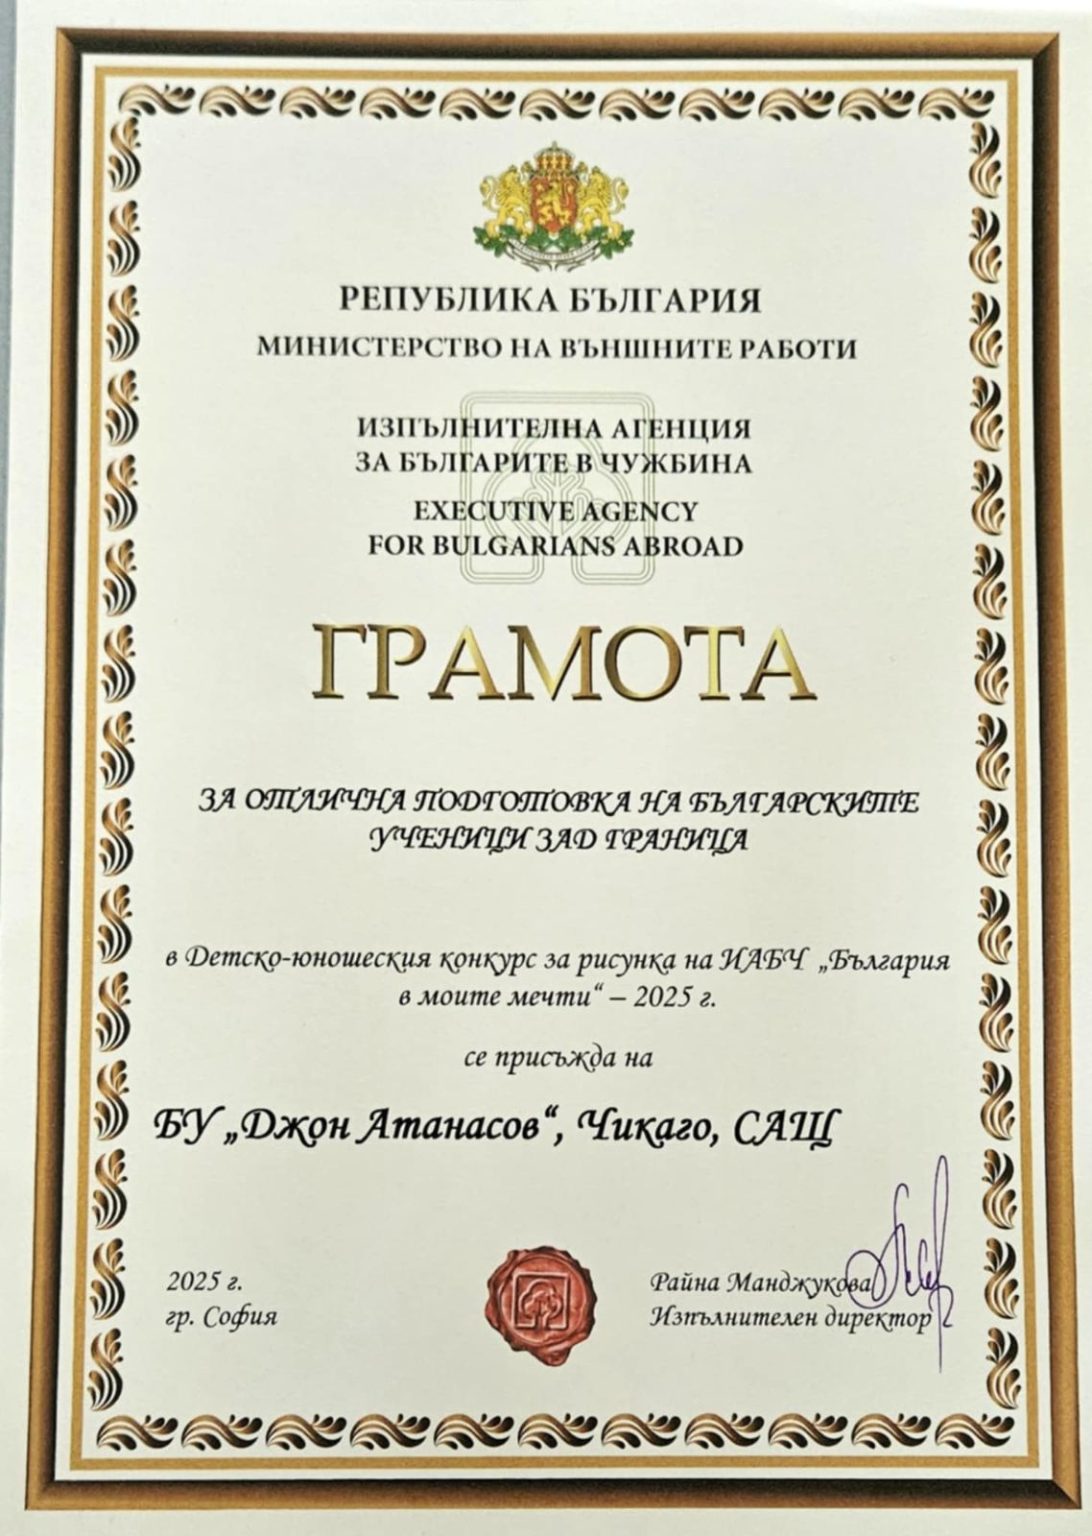 РЕПУБЛИКА БЪЛГАРИЯ
МИНИСТЕРСТВО НА ВЪНШНИТЕ РАБОТИ
ИЗПЪЛНИТЕЛНА АГЕНЦИЯ
ЗА БЪЛГАРИТЕ В ЧУЖБИНА
EXECUTIVE AGENCY
FOR BULGARIANS ABROAD
ГРАМОТА
ЗА ОТЛИЧНА ПОДГОТОВКА НА БЪЛГАРСКИТЕ
УЧЕНИЦИ ЗАД ГРАНИЦА
в Детско-юношеския конкурс за рисунка на ИАБЧ „България
в моите мечти“ – 2025 г.
се присъжда на
БУ „Джон Атанасов“, Чикаго, САЩ
2025 г.
гр. София
Райна Манджукова
Изпълнителен директор